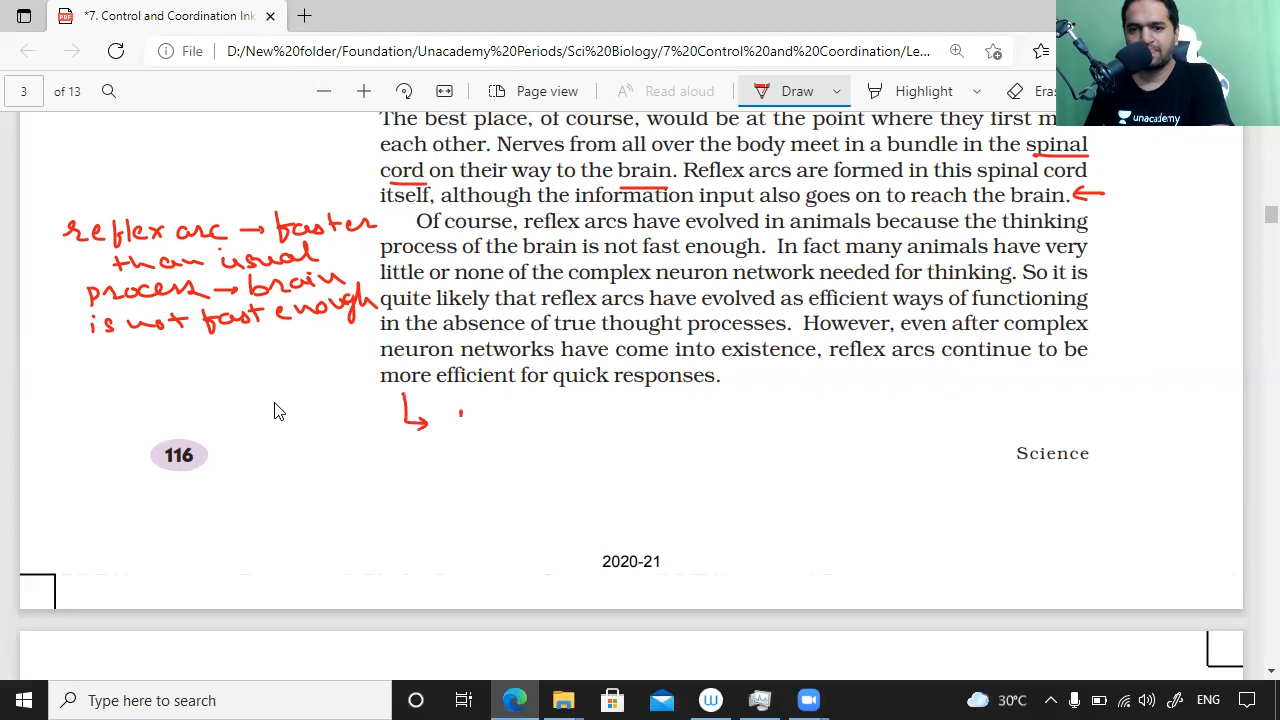 *7. Control and Coordination Ink
File
D:/New%20folder/Foundation/Unacademy%20Periods/Sci%20Biology/7%20Control%20and%20Coordination/Le...
3 of 13
Page view
Read aloud
Draw
Highlight
Eras
unacademy
The best place, of course, would be at the point where they first m
each other. Nerves from all over the body meet in a bundle in the spinal
cord on their way to the brain. Reflex arcs are formed in this spinal cord
itself, although the information input also goes on to reach the brain.
Of course, reflex arcs have evolved in animals because the thinking
process of the brain is not fast enough. In fact many animals have very
little or none of the complex neuron network needed for thinking. So it is
quite likely that reflex arcs have evolved as efficient ways of functioning
in the absence of true thought processes. However, even after complex
neuron networks have come into existence, reflex arcs continue to be
more efficient for quick responses.
reflex arc → faster
than usual
process → brain
is not fast enough
116
Science
2020-21
Type here to search
30°C
ENG